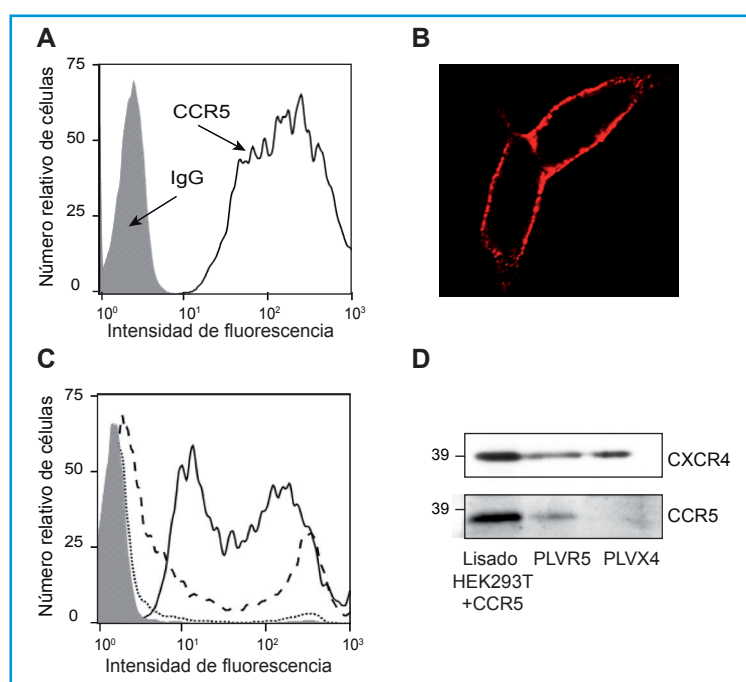 A
75
50
25
0
Número relativo de células
CCR5
IgG
10⁰ 10¹ 10² 10³
Intensidad de fluorescencia
B
C
75
50
25
0
Número relativo de células
10⁰ 10¹ 10² 10³
Intensidad de fluorescencia
D
39
CXCR4
39
CCR5
Lisado PLVR5 PLVX4
HEK293T
+CCR5